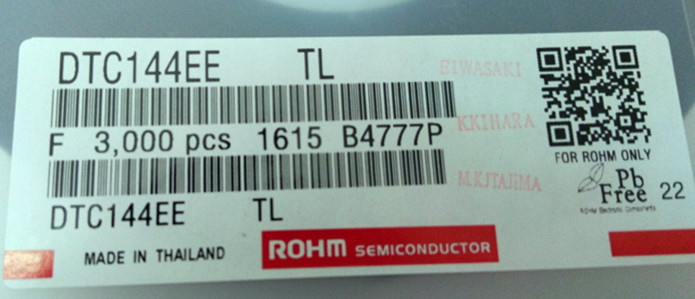 DTC144EE TL
EIWASAKI
F 3,000 pcs 1615 B4777P
K.KIHARA
M.KITAJIMA
FOR ROHM ONLY
Pb
Free 22
DTC144EE TL
MADE IN THAILAND
ROHM SEMICONDUCTOR